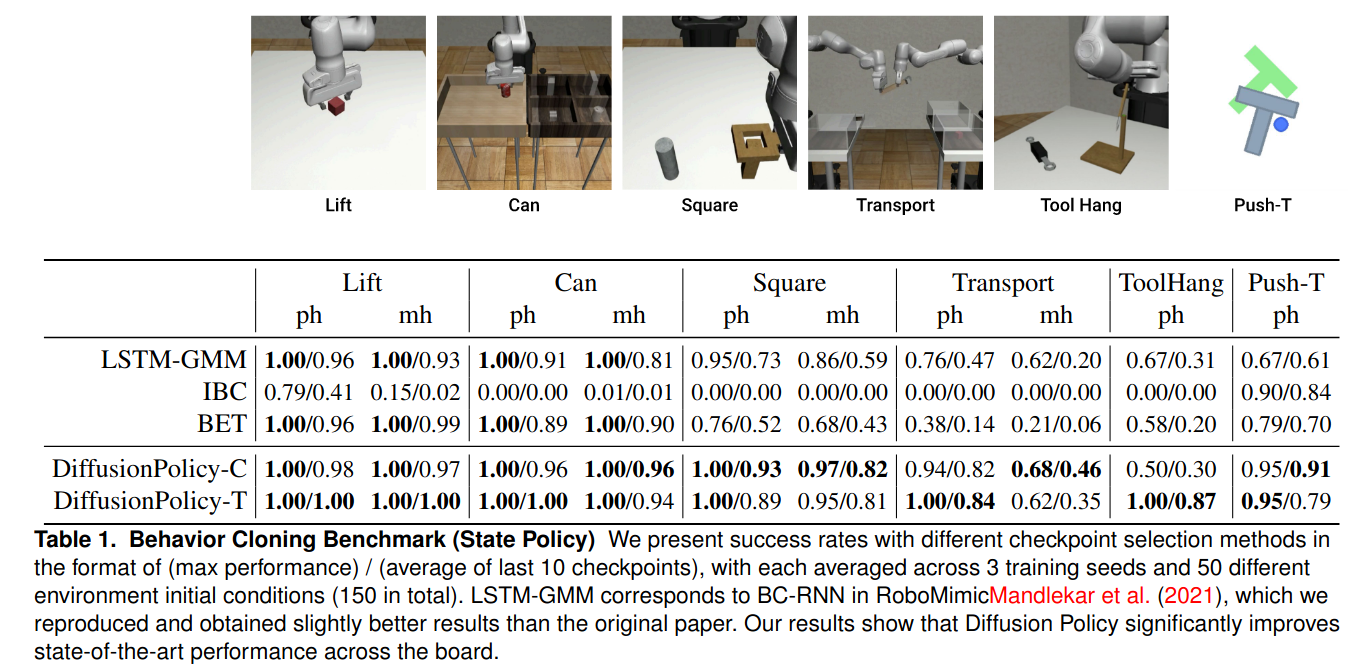 Lift Can Square Transport Tool Hang Push-T
Lift Can Square Transport ToolHang Push-T
ph mh ph mh ph mh ph mh ph ph
LSTM-GMM 1.00/0.96 1.00/0.93 1.00/0.91 1.00/0.81 0.95/0.73 0.86/0.59 0.76/0.47 0.62/0.20 0.67/0.31 0.67/0.61
IBC 0.79/0.41 0.15/0.02 0.00/0.00 0.01/0.01 0.00/0.00 0.00/0.00 0.00/0.00 0.00/0.00 0.00/0.00 0.90/0.84
BET 1.00/0.96 1.00/0.99 1.00/0.89 1.00/0.90 0.76/0.52 0.68/0.43 0.38/0.14 0.21/0.06 0.58/0.20 0.79/0.70
DiffusionPolicy-C 1.00/0.98 1.00/0.97 1.00/0.96 1.00/0.96 1.00/0.93 0.97/0.82 0.94/0.82 0.68/0.46 0.50/0.30 0.95/0.91
DiffusionPolicy-T 1.00/1.00 1.00/1.00 1.00/1.00 1.00/0.94 1.00/0.89 0.95/0.81 1.00/0.84 0.62/0.35 1.00/0.87 0.95/0.79
Table 1. Behavior Cloning Benchmark (State Policy) We present success rates with different checkpoint selection methods in
the format of (max performance) / (average of last 10 checkpoints), with each averaged across 3 training seeds and 50 different
environment initial conditions (150 in total). LSTM-GMM corresponds to BC-RNN in RoboMimicMandlekar et al. (2021), which we
reproduced and obtained slightly better results than the original paper. Our results show that Diffusion Policy significantly improves
state-of-the-art performance across the board.